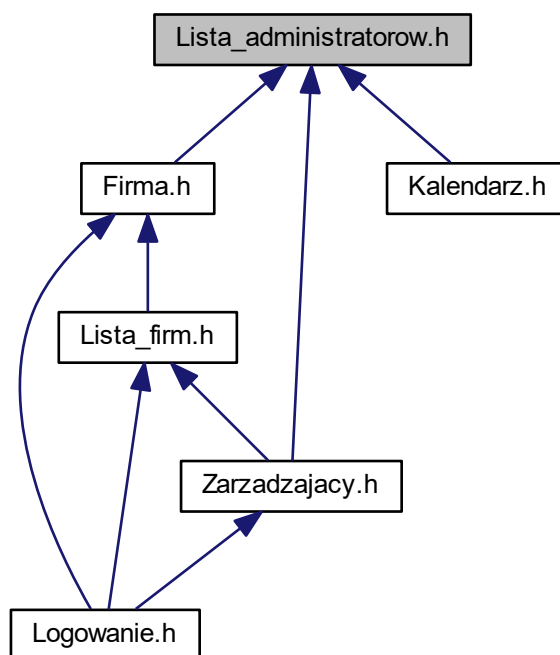 Lista_administratorow.h
Firma.h
Kalendarz.h
Lista_firm.h
Zarzadzajacy.h
Logowanie.h